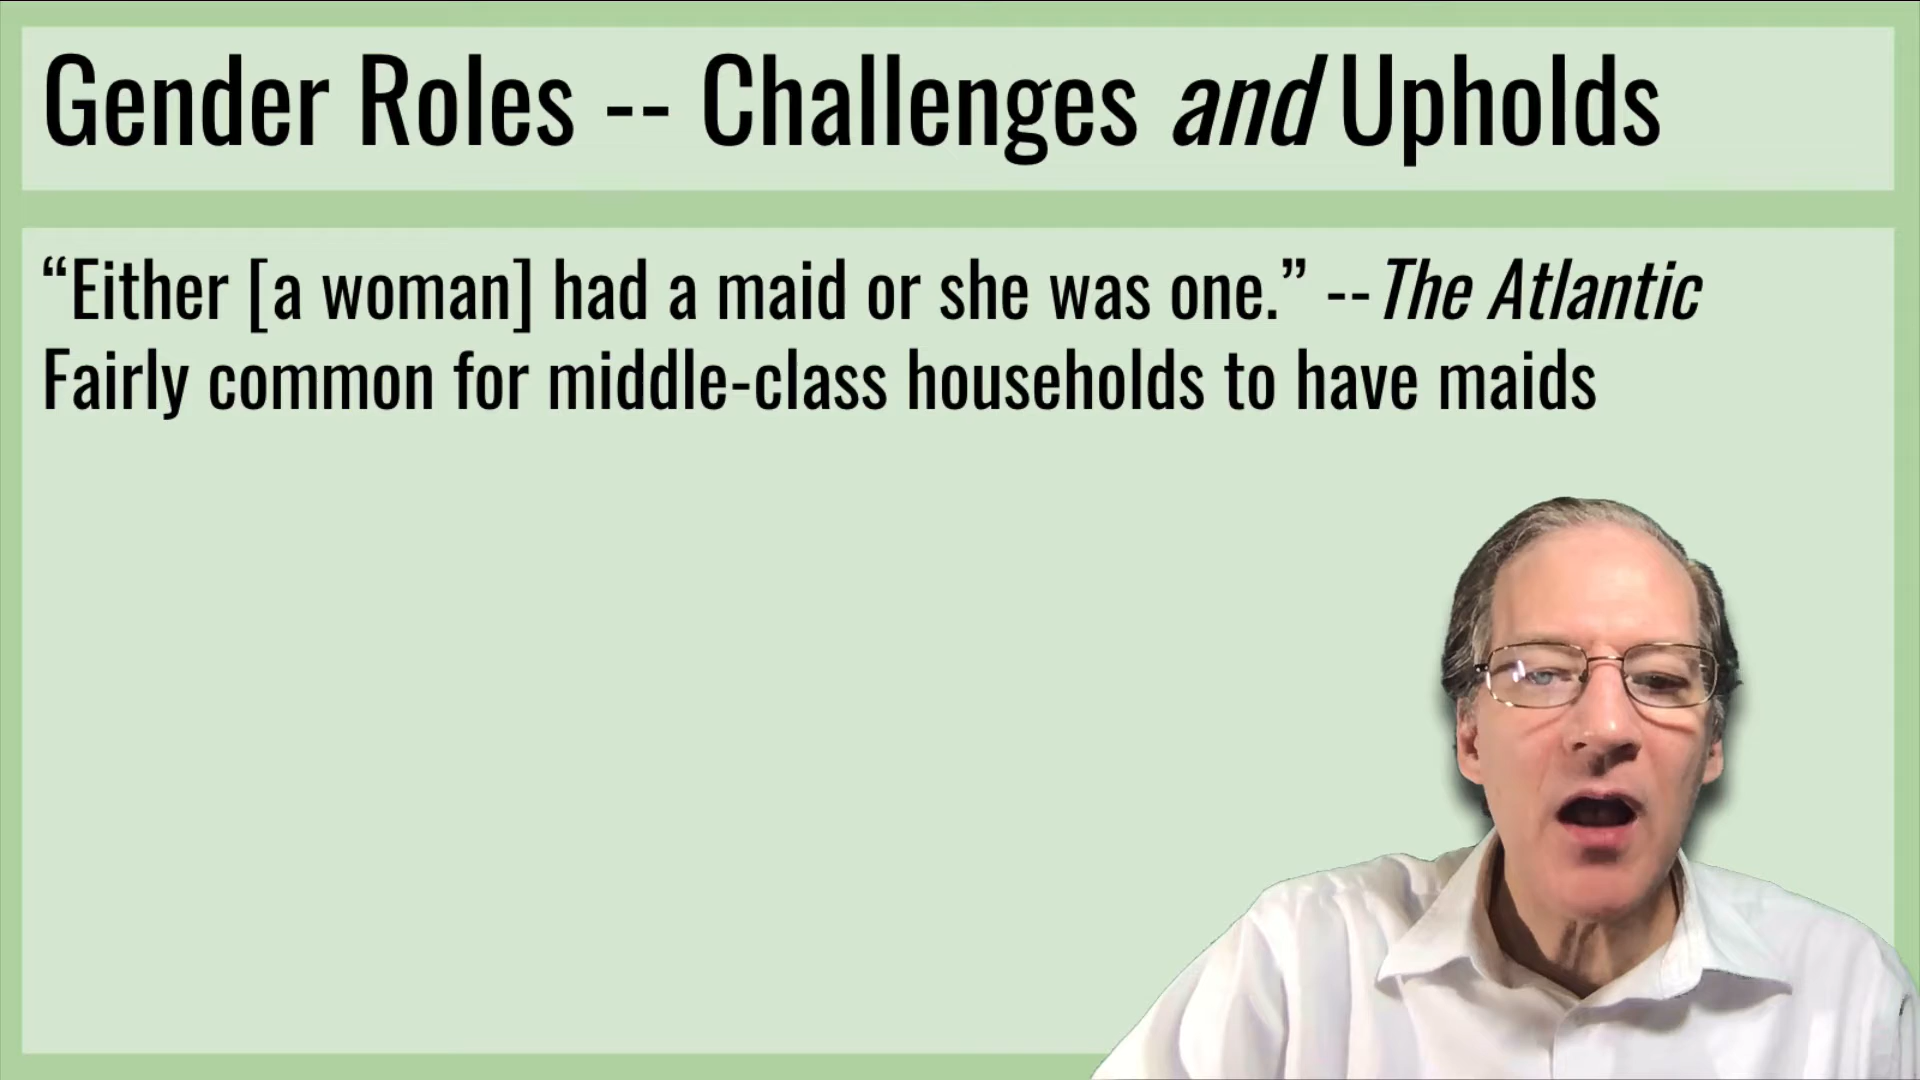 Gender Roles -- Challenges and Upholds
“Either [a woman] had a maid or she was one.” --The Atlantic
Fairly common for middle-class households to have maids